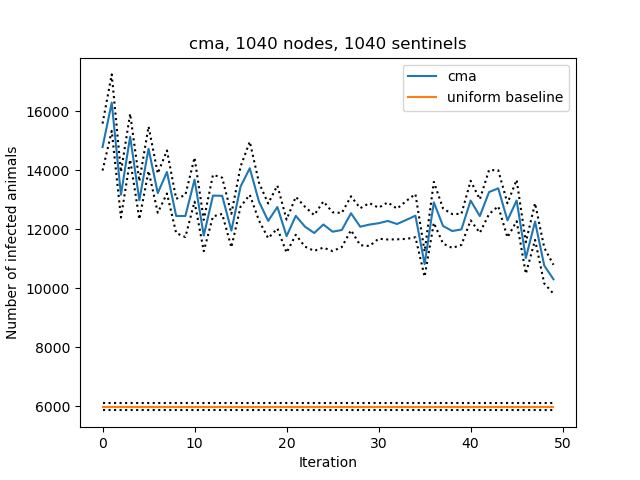 cma, 1040 nodes, 1040 sentinels
cma
uniform baseline
Number of infected animals
16000
14000
12000
10000
8000
6000
0 10 20 30 40 50
Iteration